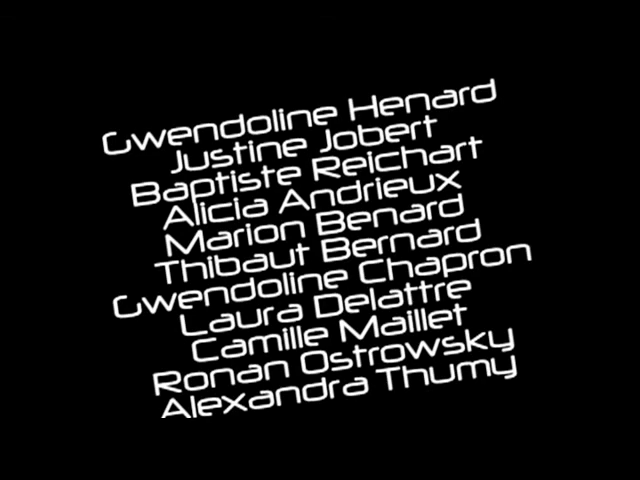 Gwendoline Henard
Justine Jobert
Baptiste Reichart
Alicia Andrieux
Marion Benard
Thibaut Bernard
Gwendoline Chapron
Laura Delattre
Camille Maillet
Ronan Ostrowsky
Alexandra Thumy